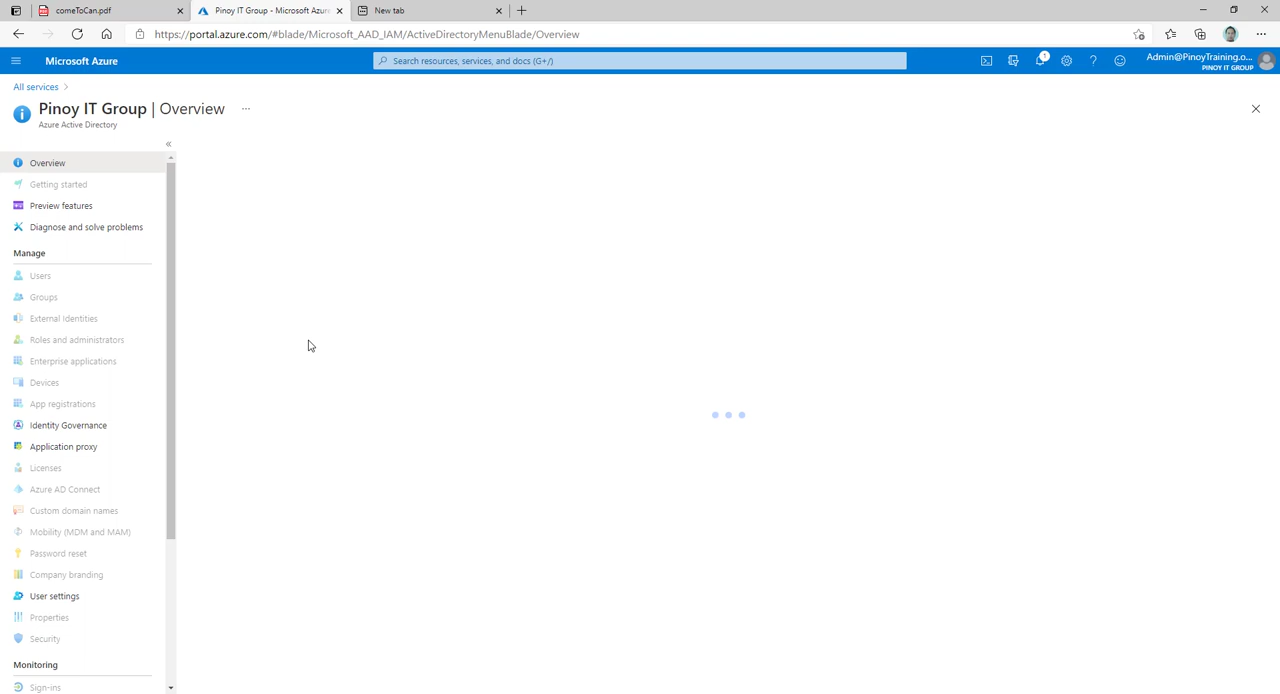 comeToCan.pdf
Pinoy IT Group - Microsoft Azure
New tab
https://portal.azure.com/#blade/Microsoft_AAD_IAM/ActiveDirectoryMenuBlade/Overview
Microsoft Azure
Search resources, services, and docs (G+/)
1
Admin@PinoyTraining.o...
PINOY IT GROUP
All services >
Pinoy IT Group | Overview ...
Azure Active Directory
«
Overview
Getting started
Preview features
Diagnose and solve problems
Manage
Users
Groups
External Identities
Roles and administrators
Enterprise applications
Devices
App registrations
Identity Governance
Application proxy
Licenses
Azure AD Connect
Custom domain names
Mobility (MDM and MAM)
Password reset
Company branding
User settings
Properties
Security
Monitoring
Sign-ins